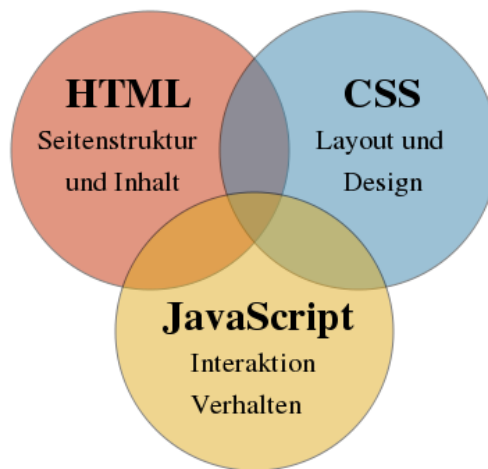 HTML
Seitenstruktur
und Inhalt
CSS
Layout und
Design
JavaScript
Interaktion
Verhalten